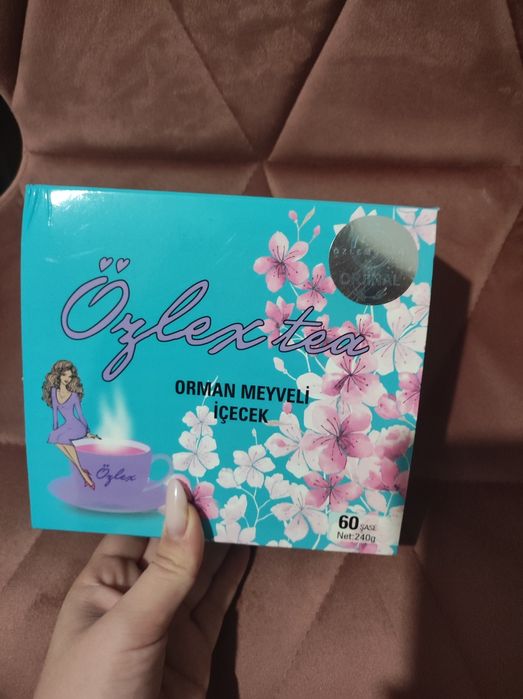 Özlex tea
ORMAN MEYVELİ
İÇECEK
Özlex
60 ŞASE
Net:240g